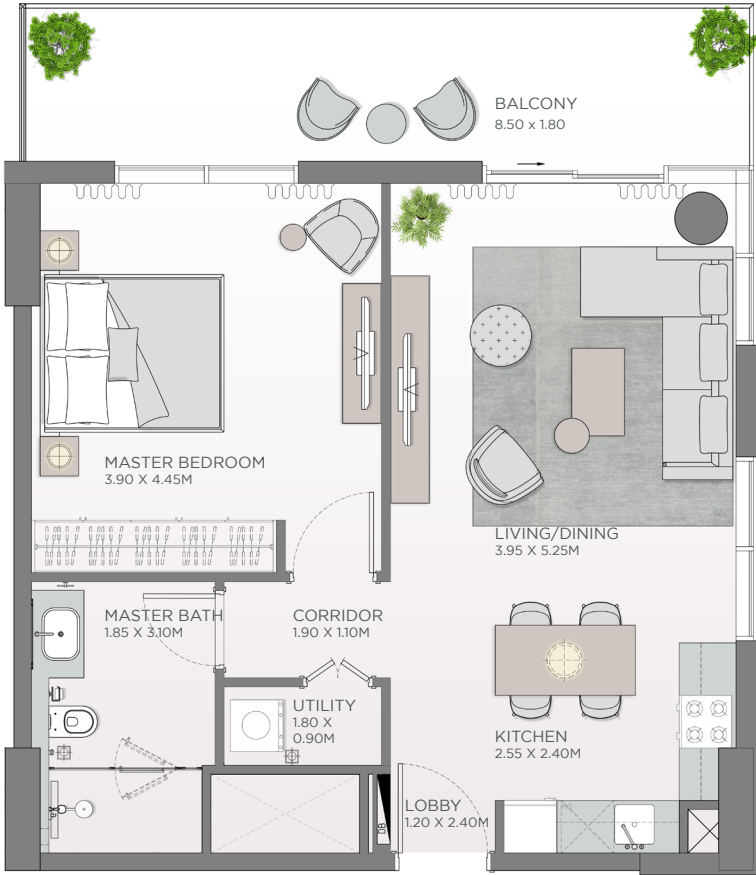 BALCONY
8.50 x 1.80
MASTER BEDROOM
3.90 X 4.45M
LIVING/DINING
3.95 X 5.25M
MASTER BATH
1.85 X 3.10M
CORRIDOR
1.90 X 1.10M
UTILITY
1.80 X
0.90M
KITCHEN
2.55 X 2.40M
LOBBY
1.20 X 2.40M
DB